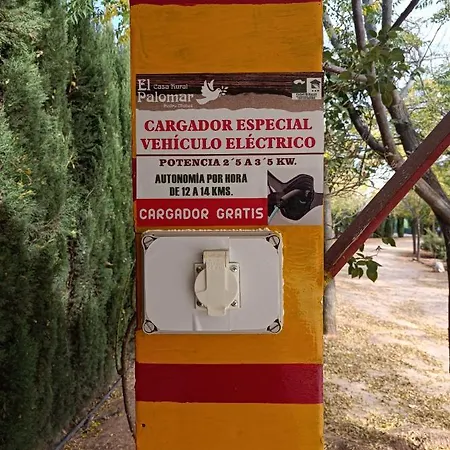 El Casa Rural
Palomar
CARGADOR ESPECIAL
VEHÍCULO ELÉCTRICO
POTENCIA 2´5 A 3´5 KW.
AUTONOMÍA POR HORA
DE 12 A 14 KMS.
CARGADOR GRATIS